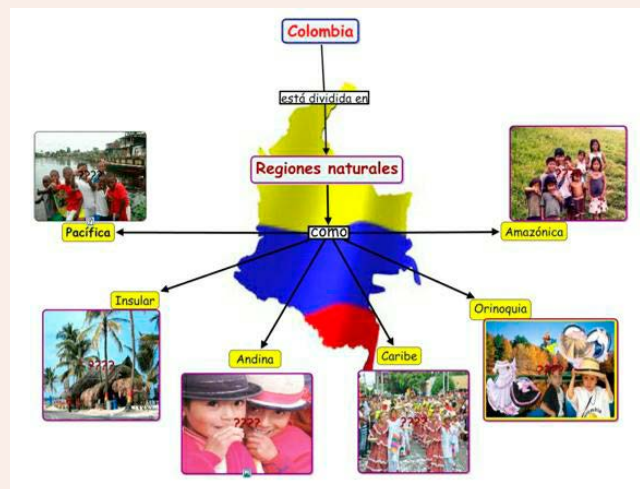 Colombia
está dividida en
Regiones naturales
como
????
Pacífica
Amazónica
Insular
????
Orinoquia
????
Andina
????
Caribe
????